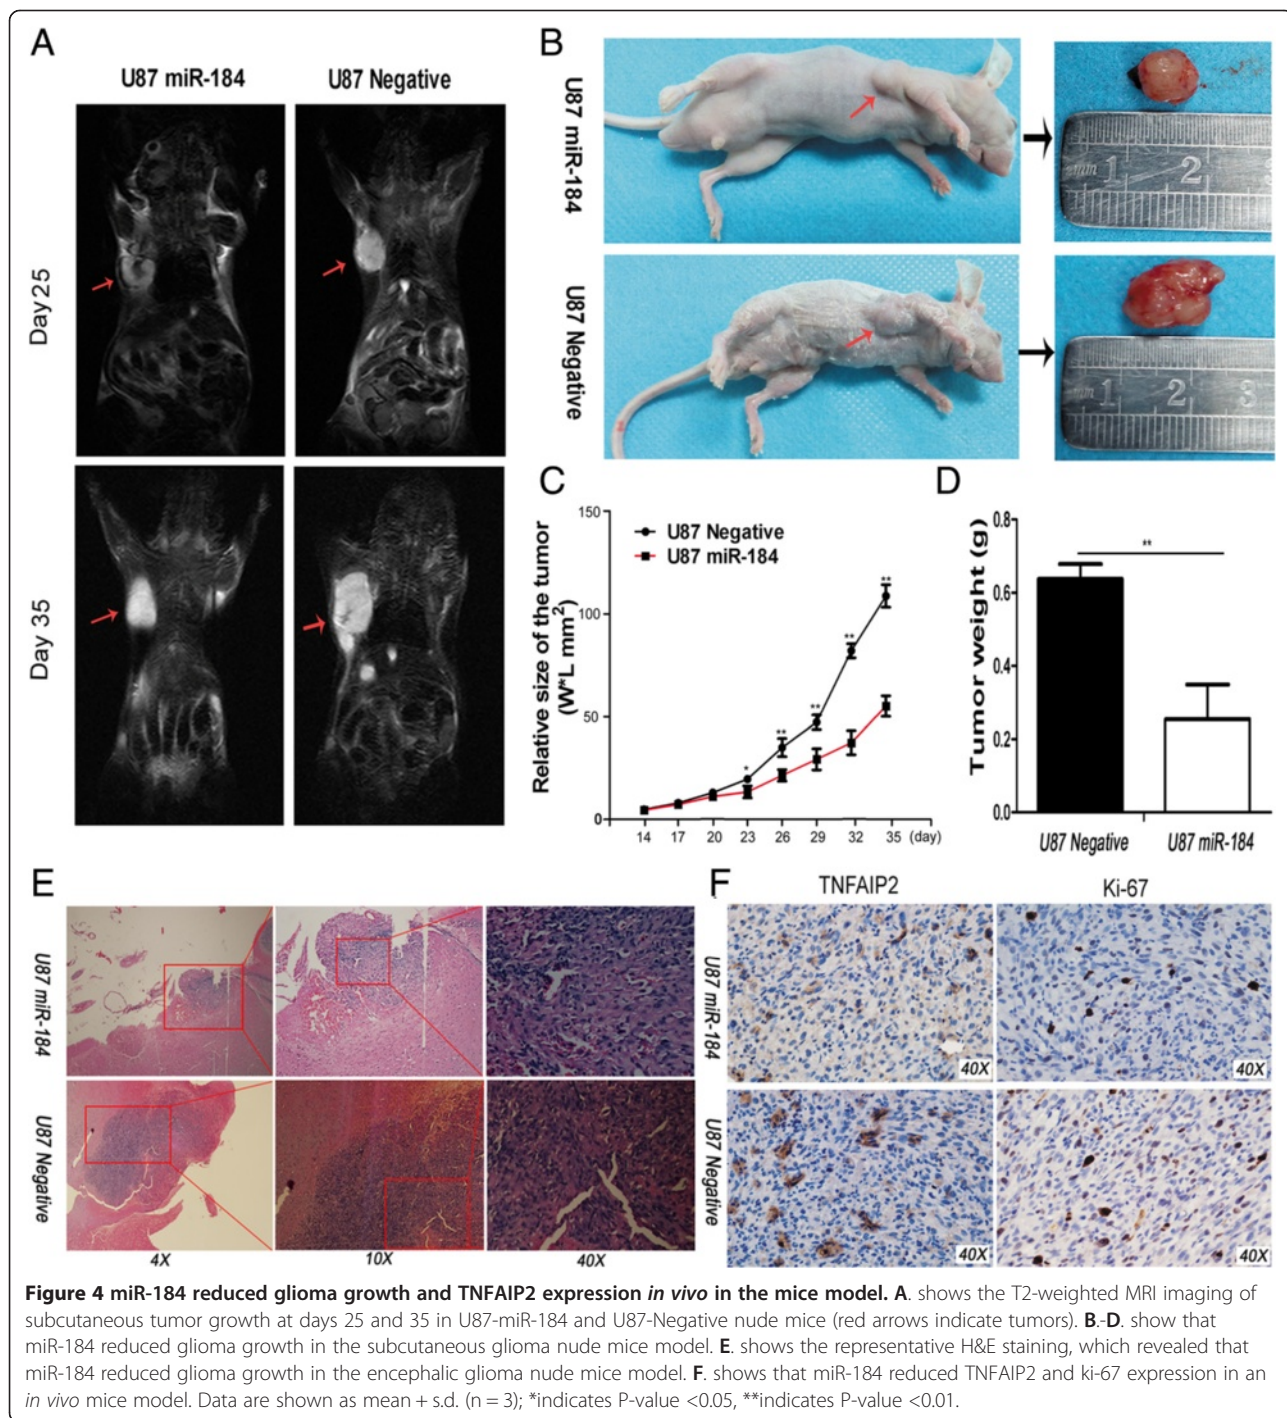 A
U87 miR-184
U87 Negative
Day 25
Day 35
B
U87 miR-184
mm 1 2
U87 Negative
1 2 3
C
Relative size of the tumor
(W*L mm²)
150
100
50
0
U87 Negative
U87 miR-184
*
**
**
**
**
14 17 20 23 26 29 32 35 (day)
D
Tumor weight (g)
0.8
0.6
0.4
0.2
0.0
**
U87 Negative
U87 miR-184
E
U87 miR-184
U87 Negative
4X 10X 40X
F
TNFAIP2
Ki-67
U87 miR-184
40X
40X
U87 Negative
40X
40X
Figure 4 miR-184 reduced glioma growth and TNFAIP2 expression in vivo in the mice model. A. shows the T2-weighted MRI imaging of
subcutaneous tumor growth at days 25 and 35 in U87-miR-184 and U87-Negative nude mice (red arrows indicate tumors). B.-D. show that
miR-184 reduced glioma growth in the subcutaneous glioma nude mice model. E. shows the representative H&E staining, which revealed that
miR-184 reduced glioma growth in the encephalic glioma nude mice model. F. shows that miR-184 reduced TNFAIP2 and ki-67 expression in an
in vivo mice model. Data are shown as mean + s.d. (n = 3); *indicates P-value <0.05, **indicates P-value <0.01.